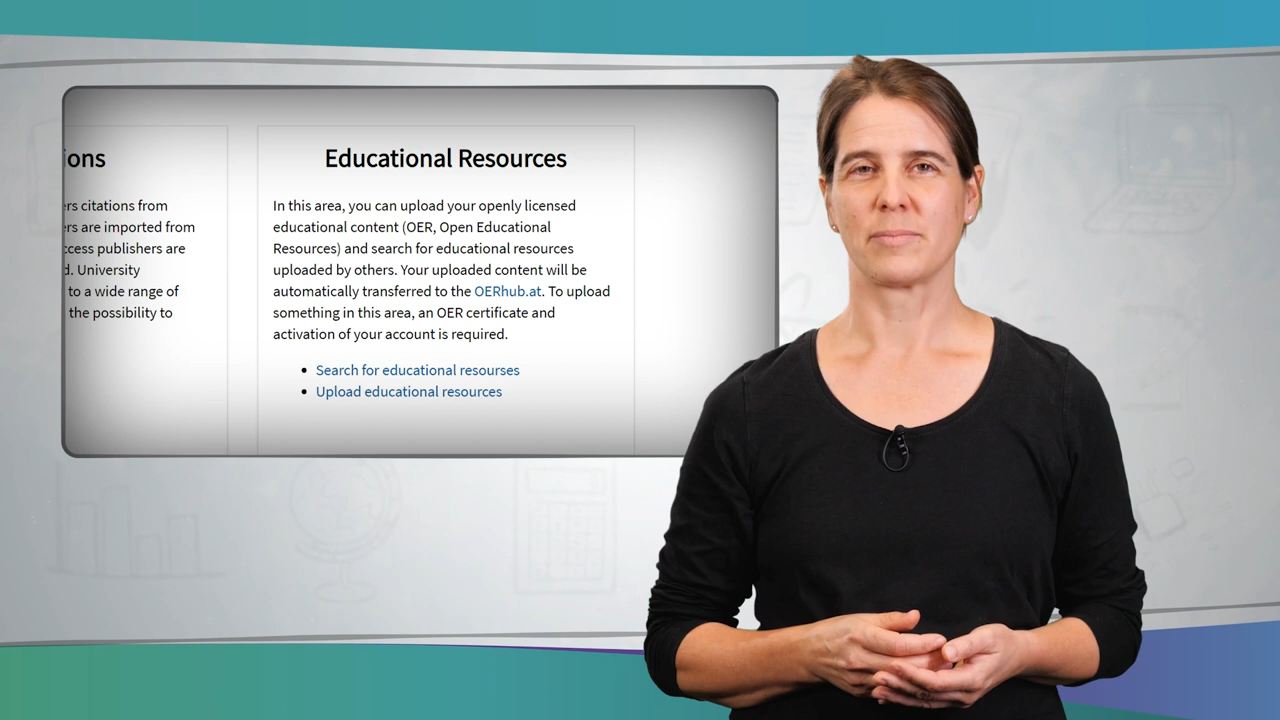 ions
ers citations from
ers are imported from
ccess publishers are
d. University
to a wide range of
the possibility to
Educational Resources
In this area, you can upload your openly licensed
educational content (OER, Open Educational
Resources) and search for educational resources
uploaded by others. Your uploaded content will be
automatically transferred to the OERhub.at. To upload
something in this area, an OER certificate and
activation of your account is required.
• Search for educational resourses
• Upload educational resources